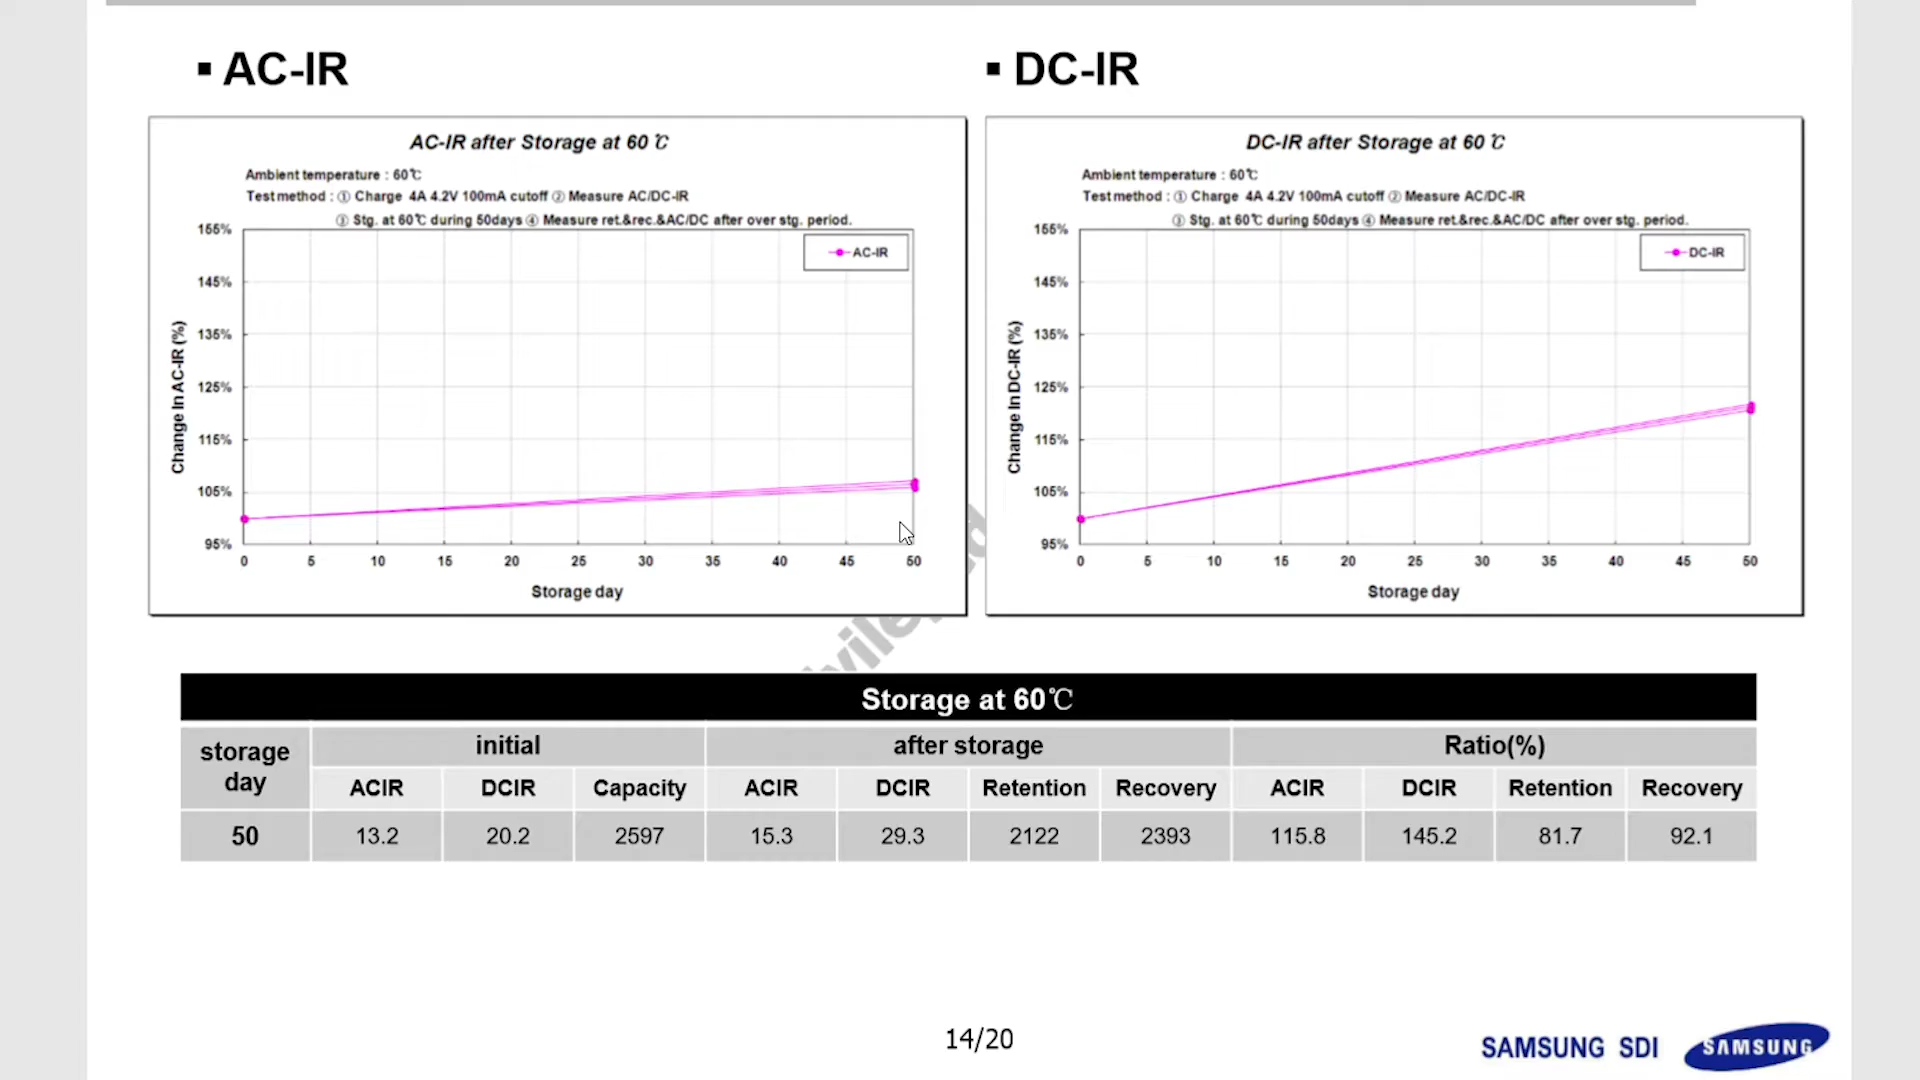 ▪ AC-IR
AC-IR after Storage at 60 ℃
Ambient temperature : 60℃
Test method : ① Charge 4A 4.2V 100mA cutoff ② Measure AC/DC-IR
③ Stg. at 60℃ during 50days ④ Measure ret.&rec.&AC/DC after over stg. period.
Change In AC-IR (%)
155%
145%
135%
125%
115%
105%
95%
AC-IR
0 5 10 15 20 25 30 35 40 45 50
Storage day
▪ DC-IR
DC-IR after Storage at 60 ℃
Ambient temperature : 60℃
Test method : ① Charge 4A 4.2V 100mA cutoff ② Measure AC/DC-IR
③ Stg. at 60℃ during 50days ④ Measure ret.&rec.&AC/DC after over stg. period.
Change In DC-IR (%)
155%
145%
135%
125%
115%
105%
95%
DC-IR
0 5 10 15 20 25 30 35 40 45 50
Storage day
Storage at 60℃
storage day initial after storage Ratio(%)
ACIR DCIR Capacity ACIR DCIR Retention Recovery ACIR DCIR Retention Recovery
50 13.2 20.2 2597 15.3 29.3 2122 2393 115.8 145.2 81.7 92.1
14/20
SAMSUNG SDI
SAMSUNG